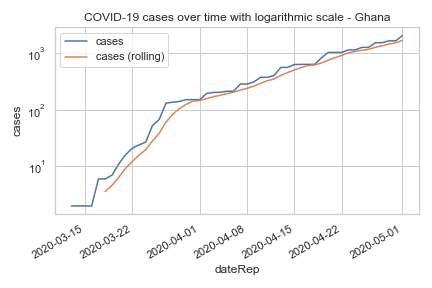 COVID-19 cases over time with logarithmic scale - Ghana
cases
cases (rolling)
10³
10²
10¹
cases
2020-03-15
2020-03-22
2020-04-01
2020-04-08
2020-04-15
2020-04-22
2020-05-01
dateRep